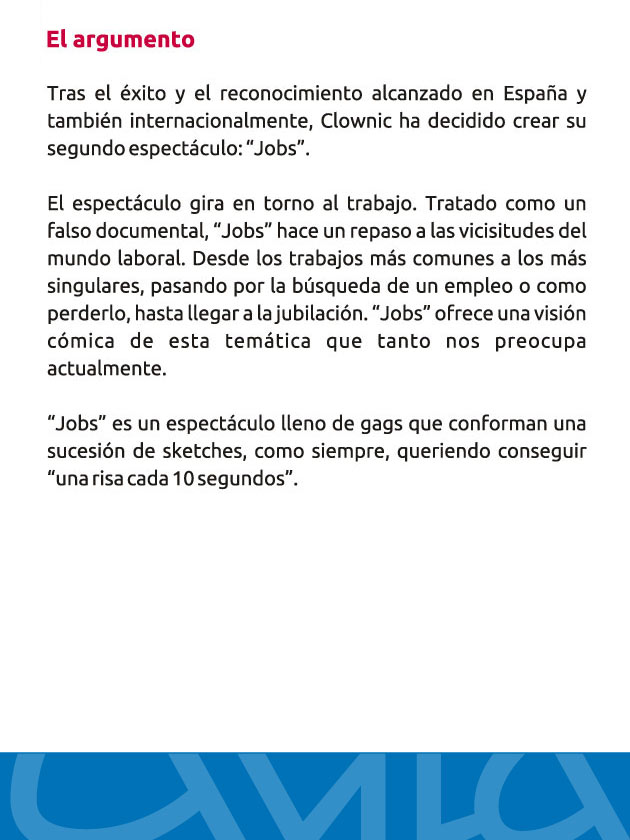 El argumento
Tras el éxito y el reconocimiento alcanzado en España y
también internacionalmente, Clownic ha decidido crear su
segundo espectáculo: “Jobs”.
El espectáculo gira en torno al trabajo. Tratado como un
falso documental, “Jobs” hace un repaso a las vicisitudes del
mundo laboral. Desde los trabajos más comunes a los más
singulares, pasando por la búsqueda de un empleo o como
perderlo, hasta llegar a la jubilación. “Jobs” ofrece una visión
cómica de esta temática que tanto nos preocupa
actualmente.
“Jobs” es un espectáculo lleno de gags que conforman una
sucesión de sketches, como siempre, queriendo conseguir
“una risa cada 10 segundos”.